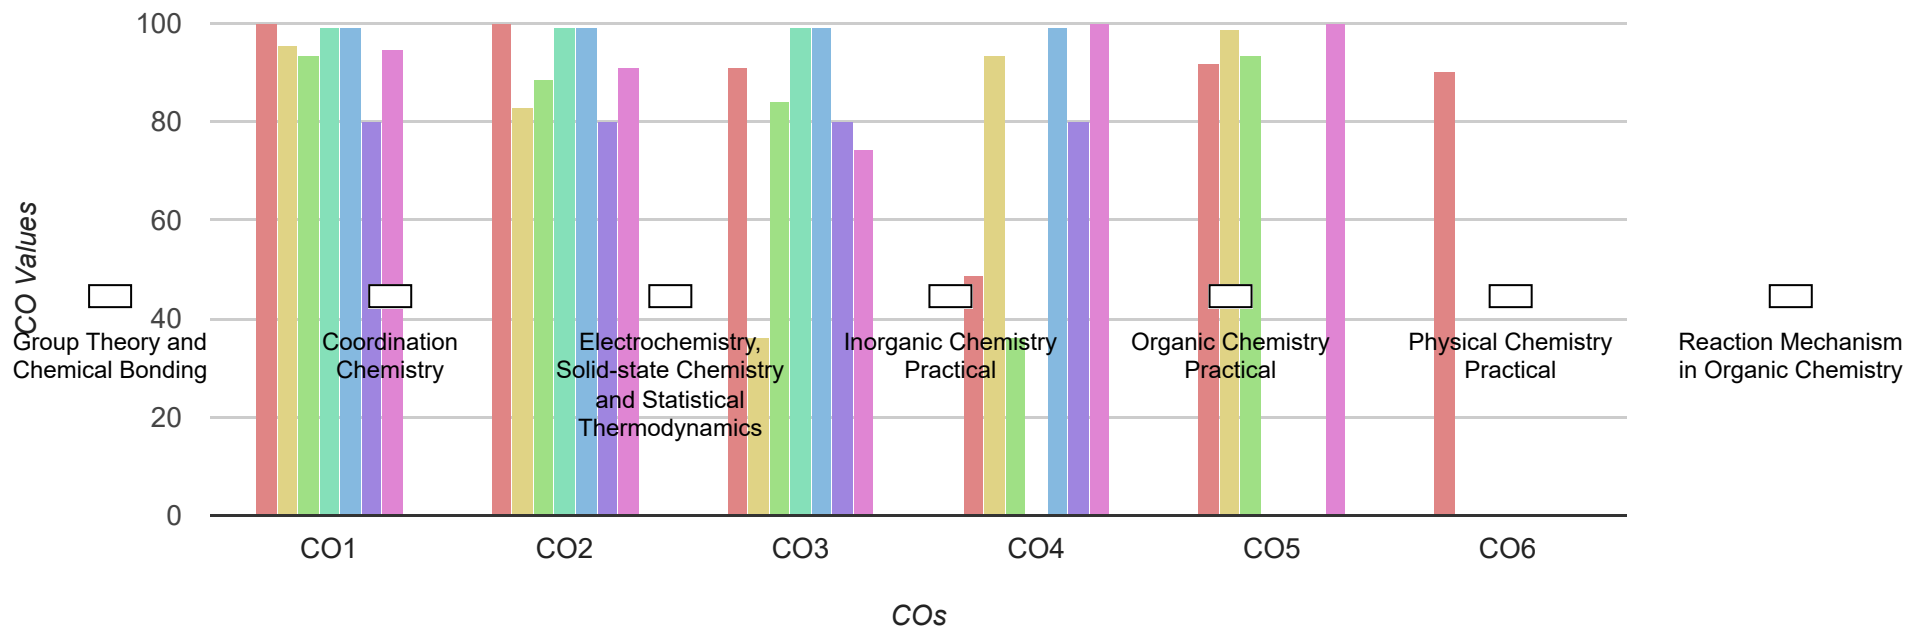 100
80
60
40
20
0
CO Values
Group Theory and
Chemical Bonding
Coordination
Chemistry
Electrochemistry,
Solid-state Chemistry
and Statistical
Thermodynamics
Inorganic Chemistry
Practical
Organic Chemistry
Practical
Physical Chemistry
Practical
Reaction Mechanism
in Organic Chemistry
CO1
CO2
CO3
CO4
CO5
CO6
COs